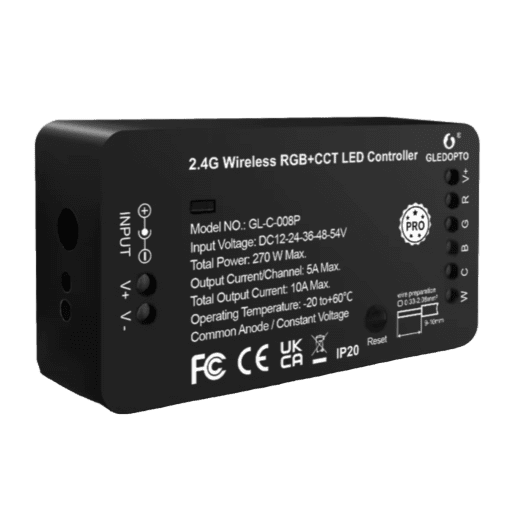 2.4G Wireless RGB+CCT LED Controller
GLEDOPTO
Model NO.: GL-C-008P
Input Voltage: DC12-24-36-48-54V
Total Power: 270 W Max.
Output Current/Channel: 5A Max.
Total Output Current: 10A Max.
Operating Temperature: -20 to+60℃
Common Anode / Constant Voltage
FC CE UK CA IP20
INPUT
V+
V -
PRO
V+
R
G
B
C
W
wire preparation
8-10mm
Reset